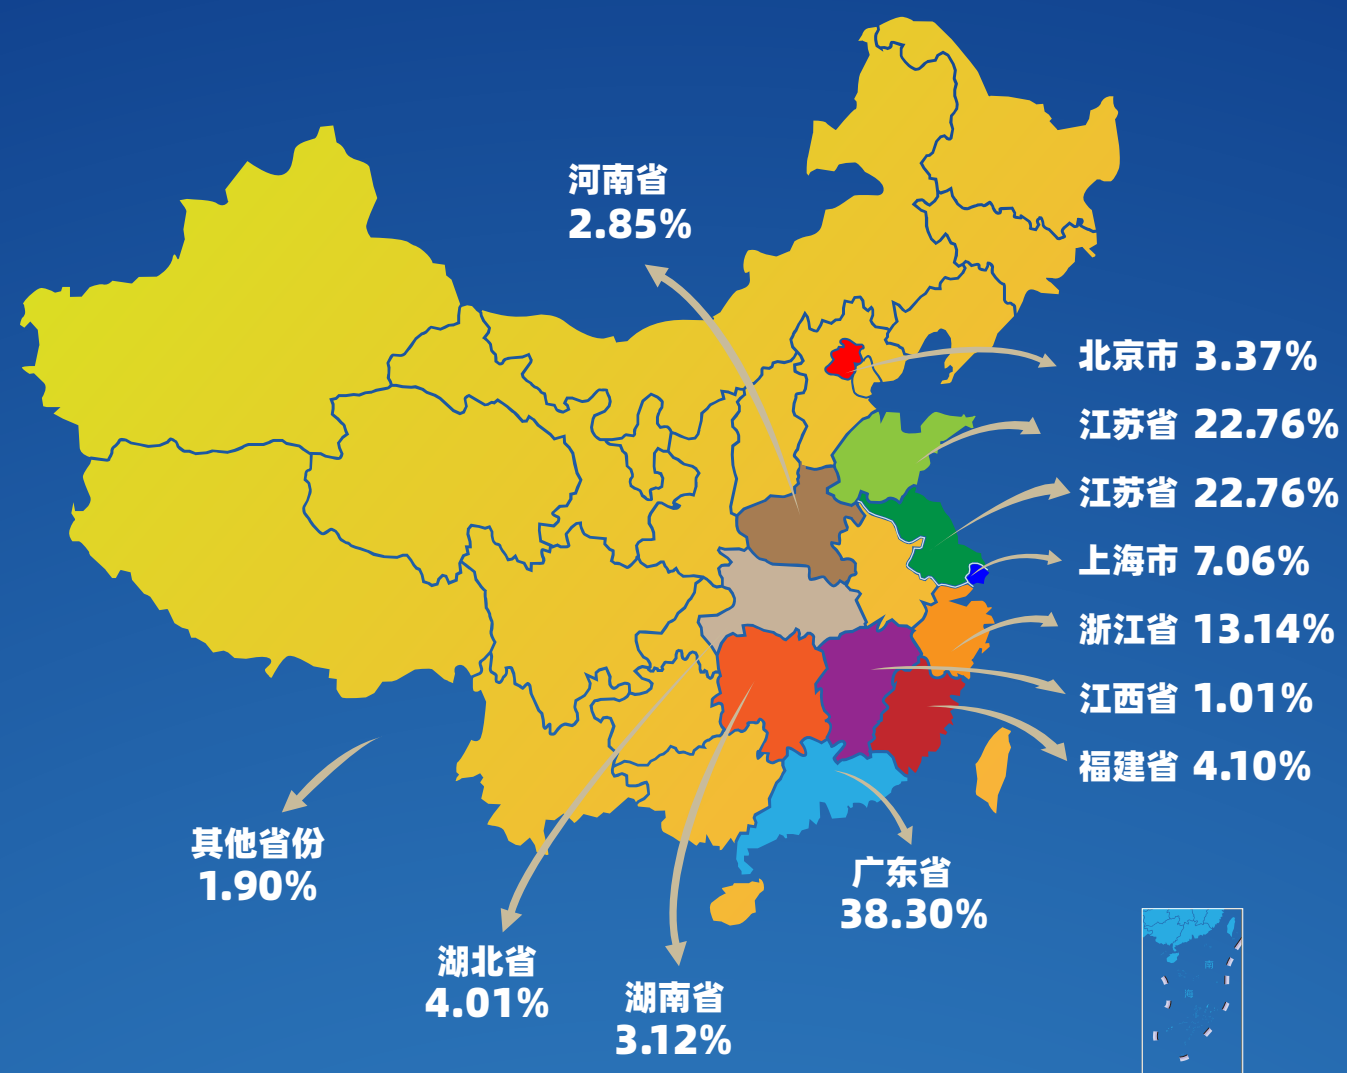 河南省
2.85%
北京市 3.37%
江苏省 22.76%
江苏省 22.76%
上海市 7.06%
浙江省 13.14%
江西省 1.01%
福建省 4.10%
其他省份
1.90%
广东省
38.30%
湖北省
4.01%
湖南省
3.12%
南
海